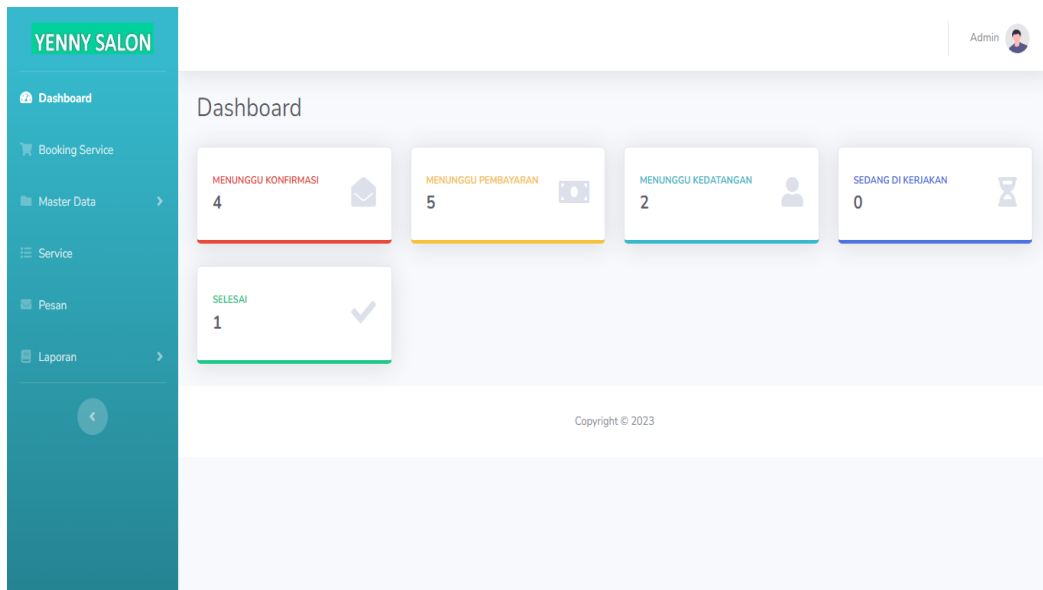 YENNY SALON
Admin
Dashboard
Booking Service
Master Data
Service
Pesan
Laporan
Dashboard
MENUNGGU KONFIRMASI
4
MENUNGGU PEMBAYARAN
5
MENUNGGU KEDATANGAN
2
SEDANG DI KERJAKAN
0
SELESAI
1
Copyright © 2023